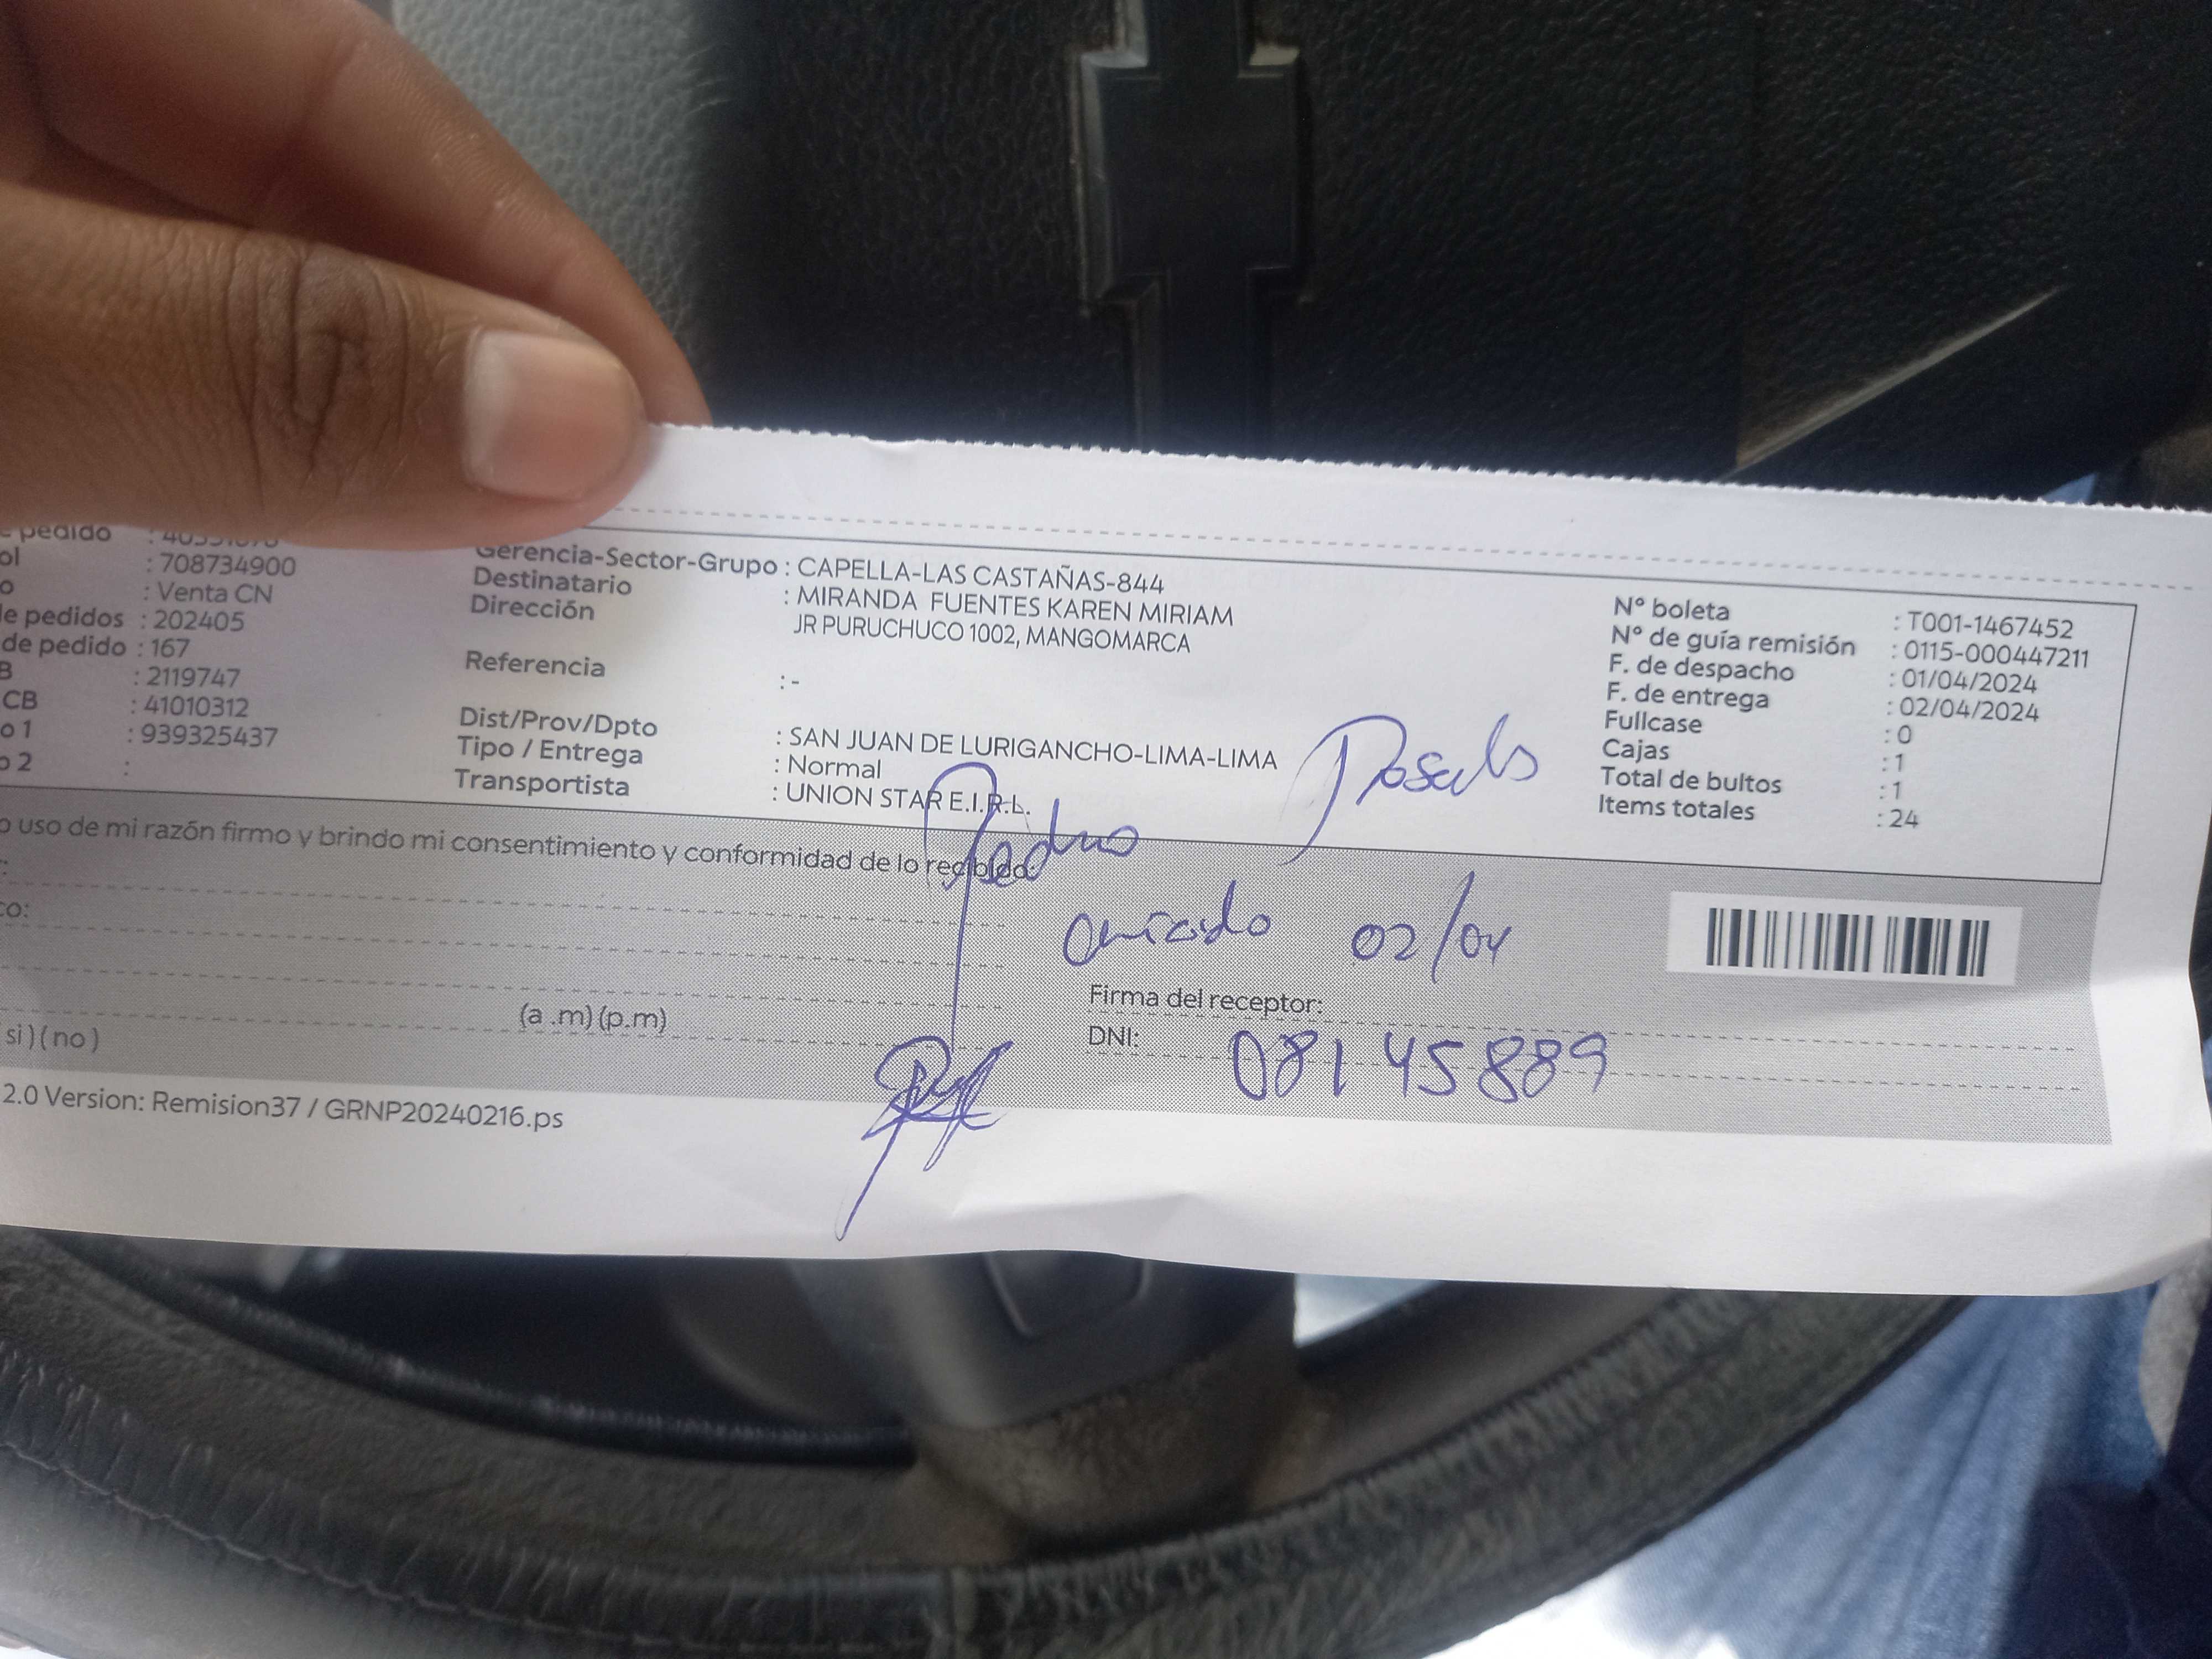 pedido
: 708734900
: Venta CN
de pedidos : 202405
de pedido : 167
B : 2119747
CB : 41010312
o 1 : 939325437
o 2 :
Gerencia-Sector-Grupo : CAPELLA-LAS CASTAÑAS-844
Destinatario : MIRANDA FUENTES KAREN MIRIAM
Dirección JR PURUCHUCO 1002, MANGOMARCA
Referencia : -
Dist/Prov/Dpto : SAN JUAN DE LURIGANCHO-LIMA-LIMA
Tipo / Entrega : Normal
Transportista : UNION STAR E.I.R.L.
N° boleta : T001-1467452
N° de guía remisión : 0115-000447211
F. de despacho : 01/04/2024
F. de entrega : 02/04/2024
Fullcase : 0
Cajas : 1
Total de bultos : 1
Items totales : 24
o uso de mi razón firmo y brindo mi consentimiento y conformidad de lo recibido:
Pedro
02/04
co:
(a .m) (p.m)
si ) ( no )
Firma del receptor:
DNI: 08145889
2.0 Version: Remision37 / GRNP20240216.ps